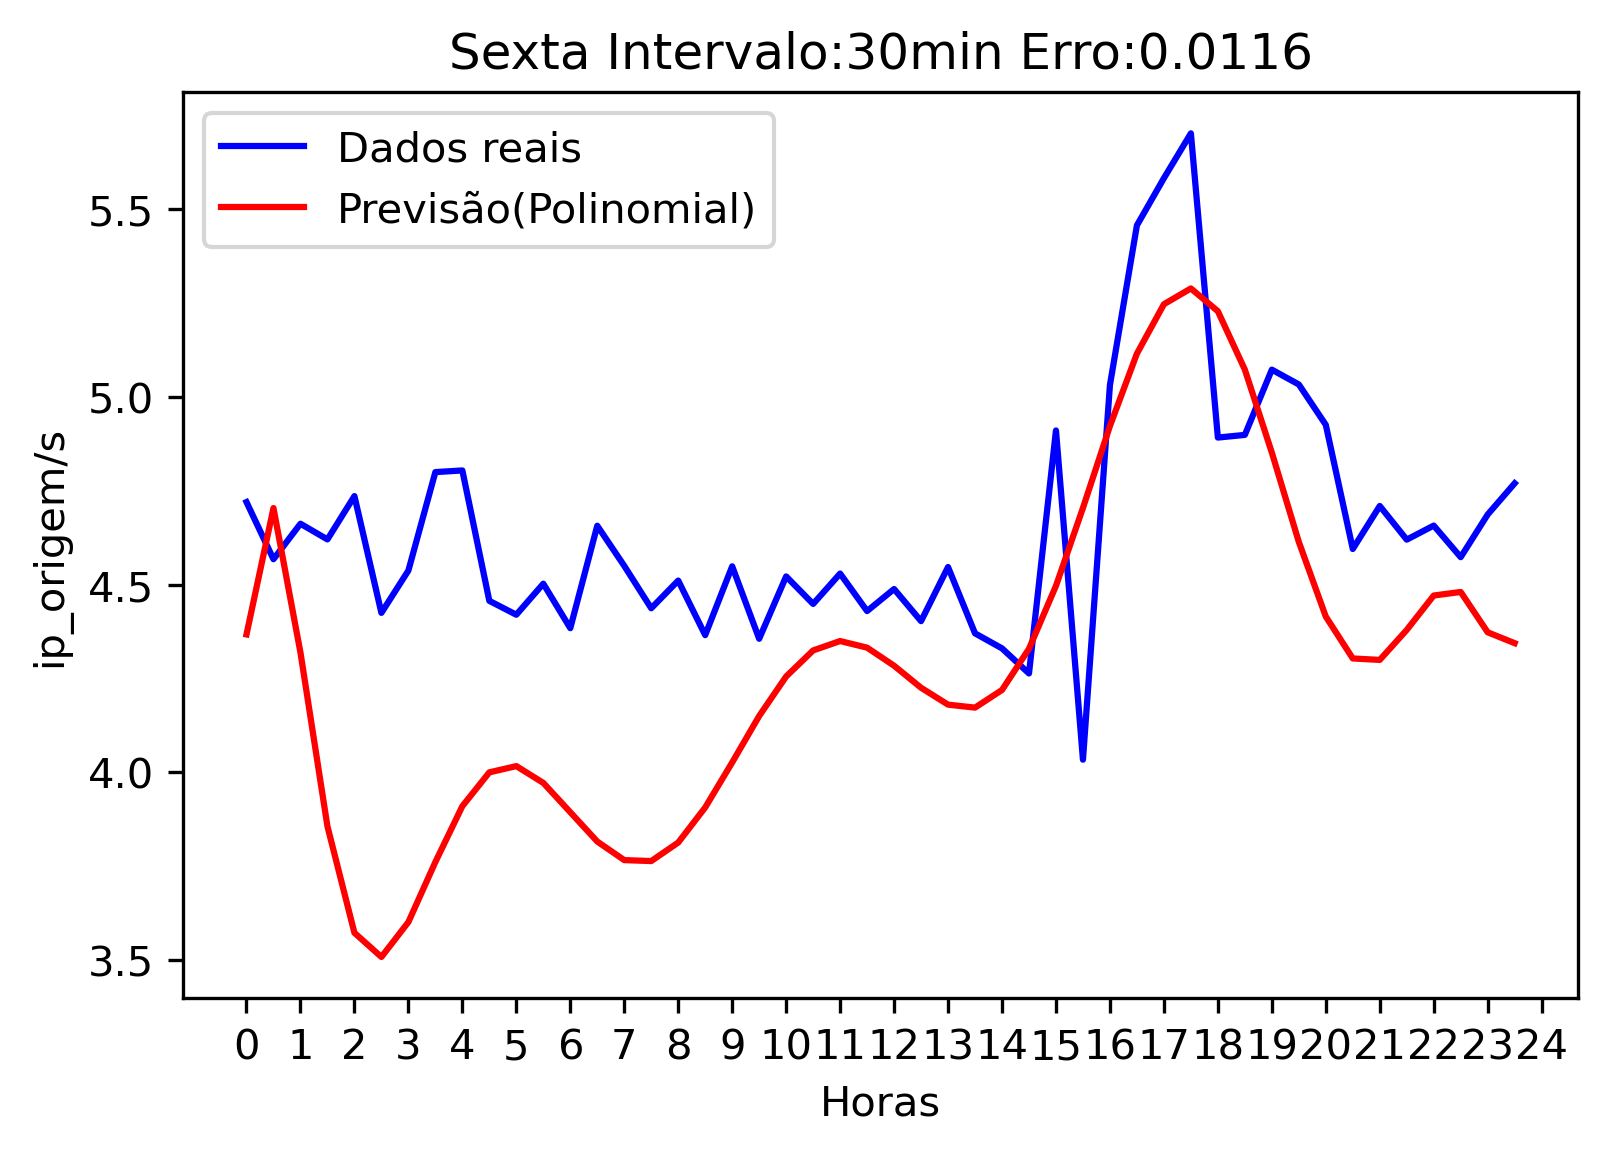 Sexta Intervalo:30min Erro:0.0116
Dados reais
Previsão(Polinomial)
5.5
5.0
4.5
4.0
3.5
ip_origem/s
0 1 2 3 4 5 6 7 8 9 10 11 12 13 14 15 16 17 18 19 20 21 22 23 24
Horas